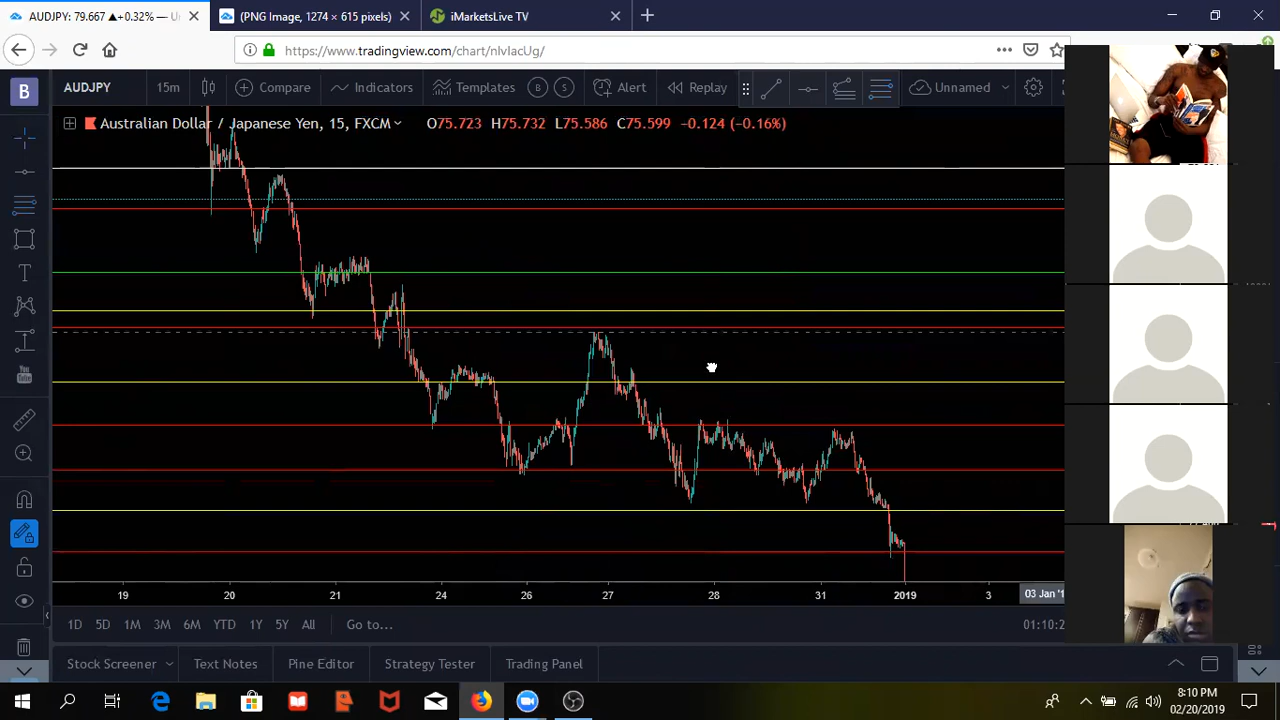 AUDJPY: 79.667 ▲+0.32% — Un
(PNG Image, 1274 × 615 pixels)
iMarketsLive TV
https://www.tradingview.com/chart/nIvIacUg/
B
AUDJPY
15m
Compare
Indicators
Templates
B
S
Alert
Replay
Unnamed
Australian Dollar / Japanese Yen, 15, FXCM
O75.723 H75.732 L75.586 C75.599 -0.124 (-0.16%)
19 20 21 24 26 27 28 31 2019 3
03 Jan '1
1D 5D 1M 3M 6M YTD 1Y 5Y All Go to...
01:10:2
Stock Screener
Text Notes
Pine Editor
Strategy Tester
Trading Panel
8:10 PM
02/20/2019